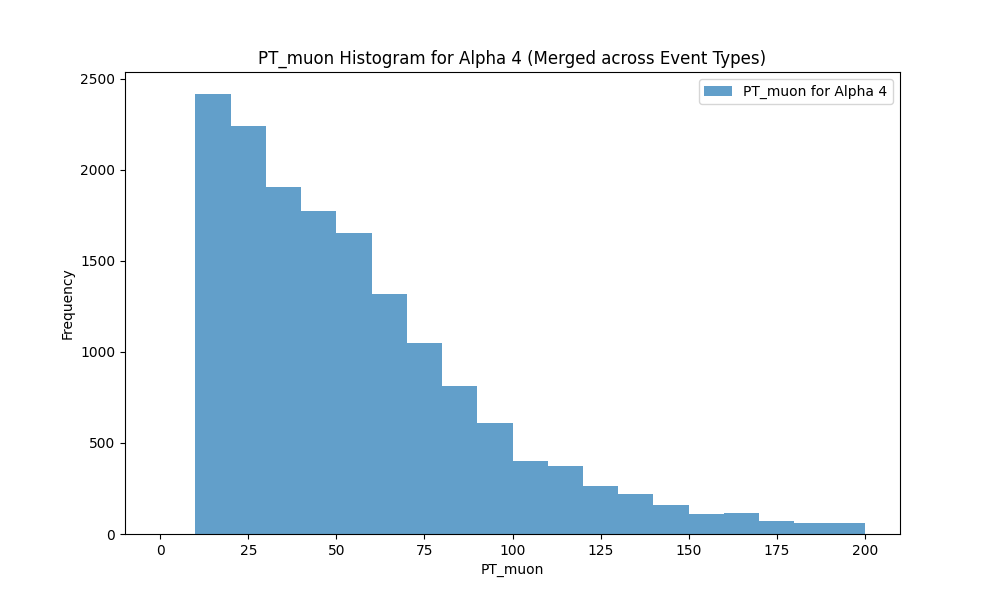 PT_muon Histogram for Alpha 4 (Merged across Event Types)
PT_muon for Alpha 4
2500
2000
1500
1000
500
0
Frequency
0 25 50 75 100 125 150 175 200
PT_muon